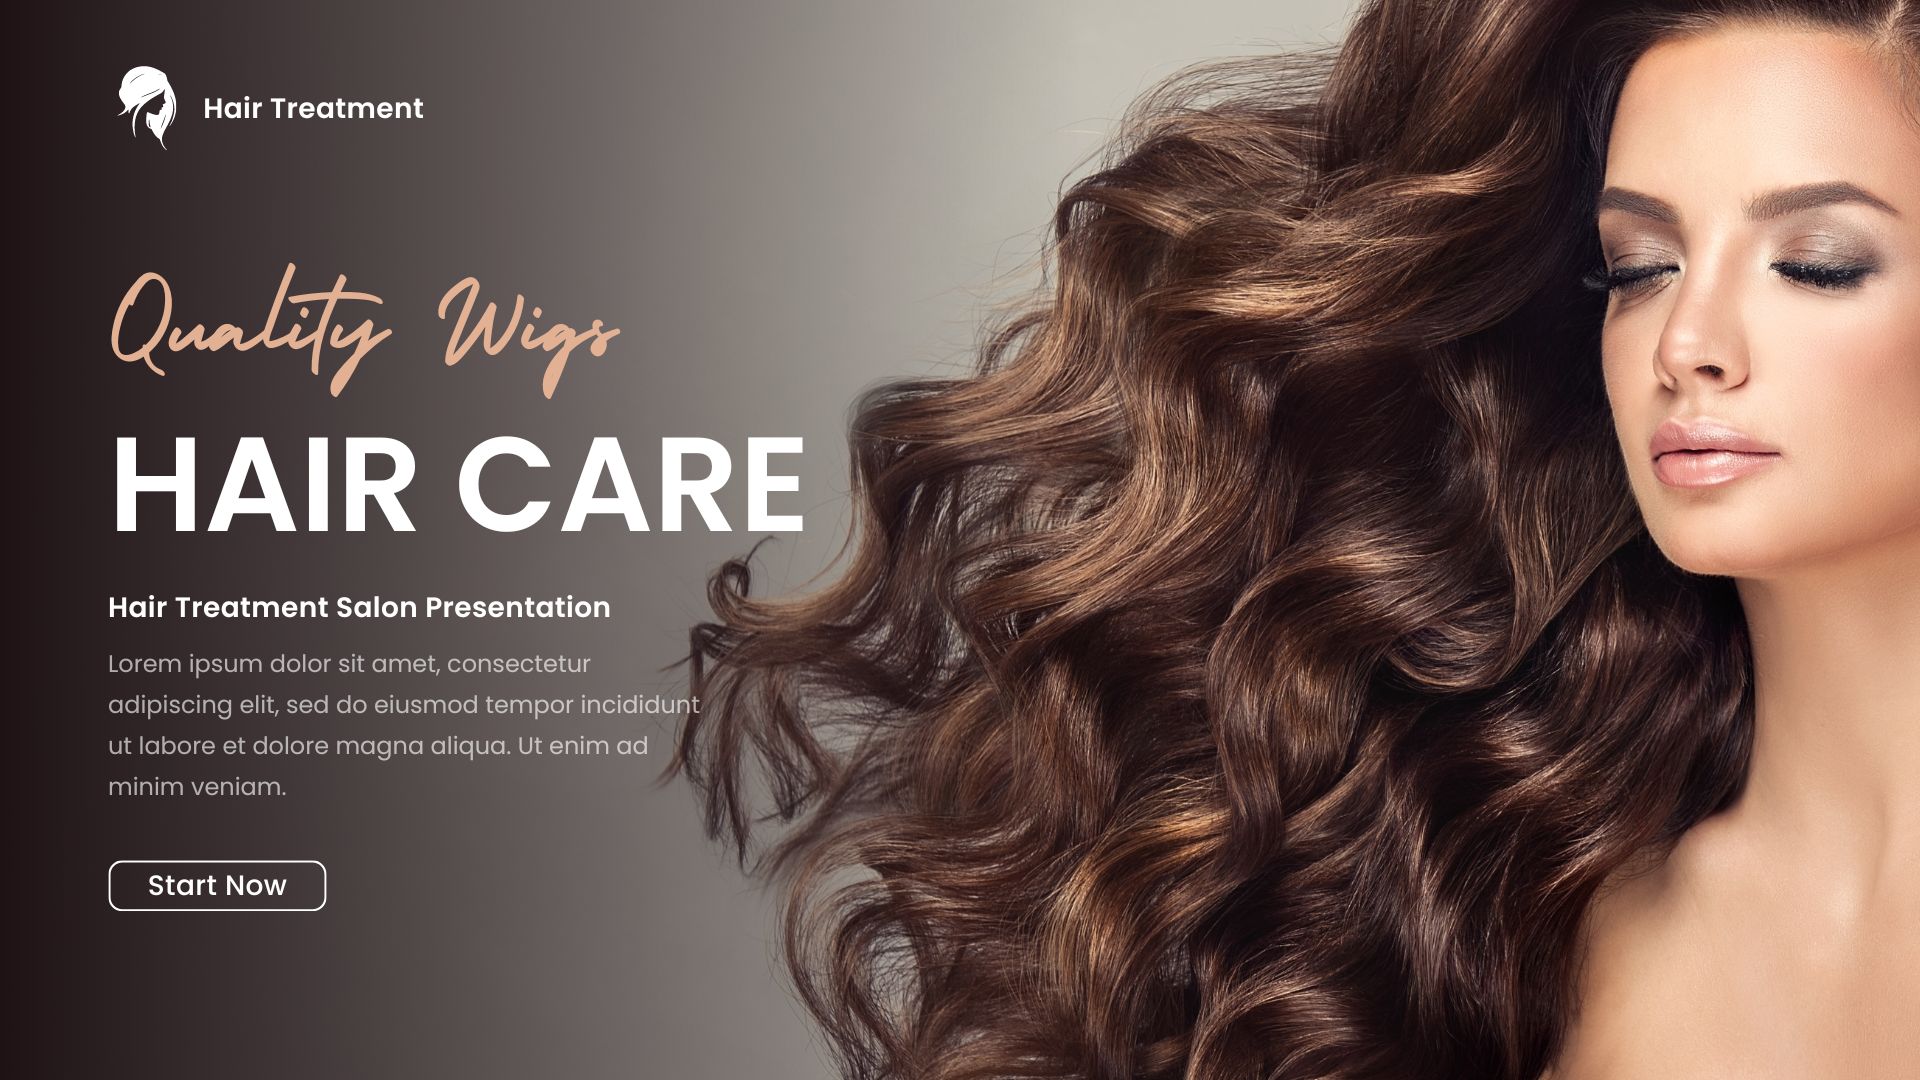 Hair Treatment
Quality Wigs
HAIR CARE
Hair Treatment Salon Presentation
Lorem ipsum dolor sit amet, consectetur
adipiscing elit, sed do eiusmod tempor incididunt
ut labore et dolore magna aliqua. Ut enim ad
minim veniam.
Start Now